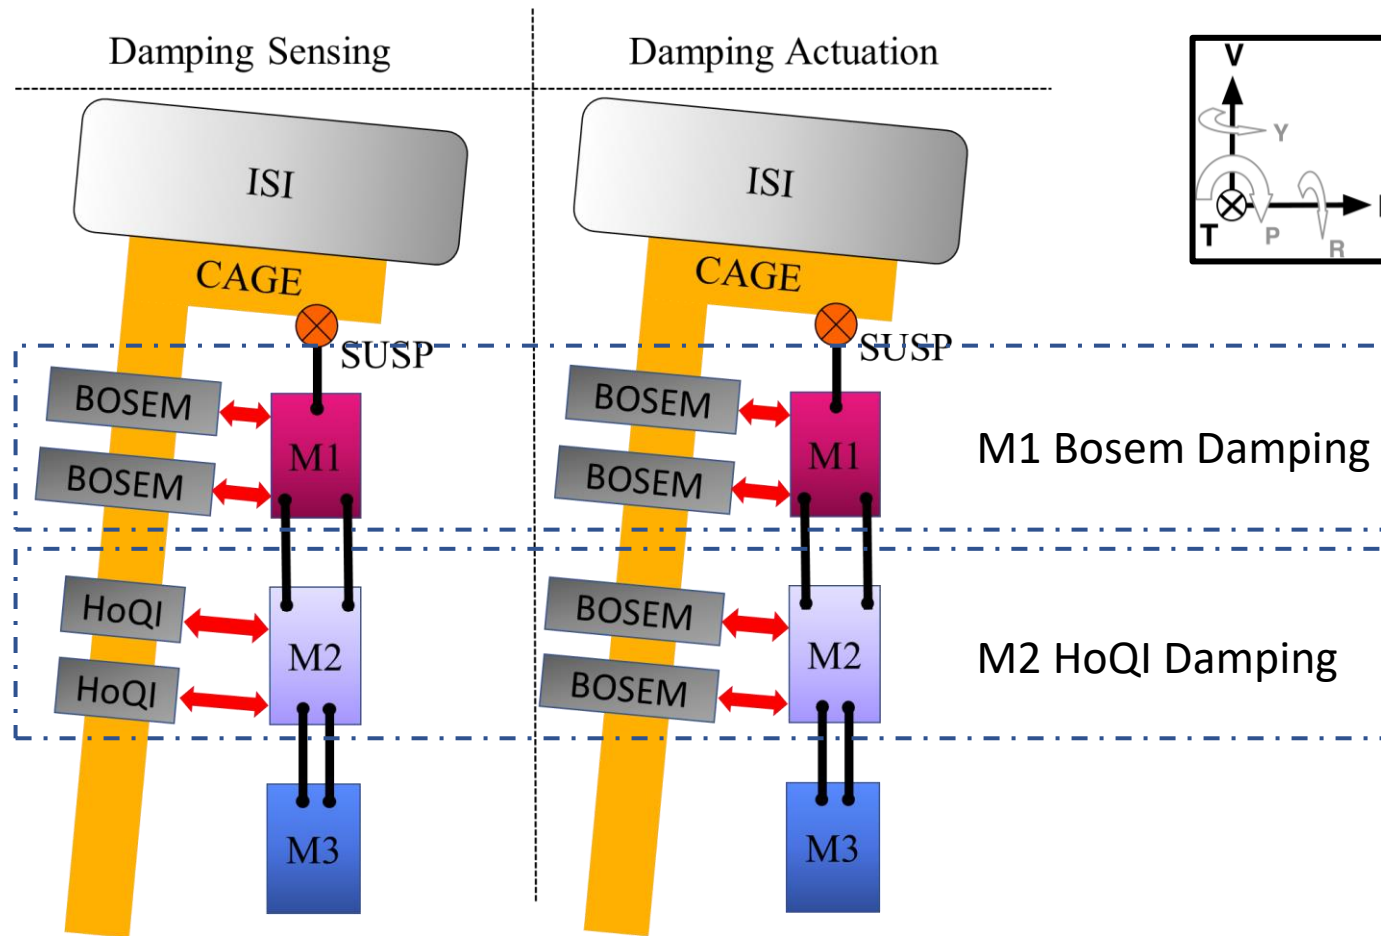 Damping Sensing
Damping Actuation
V
Y
T
P
R
ISI
CAGE
SUSP
BOSEM
BOSEM
M1
HoQI
HoQI
M2
M3
ISI
CAGE
SUSP
BOSEM
BOSEM
M1
BOSEM
BOSEM
M2
M3
M1 Bosem Damping
M2 HoQI Damping